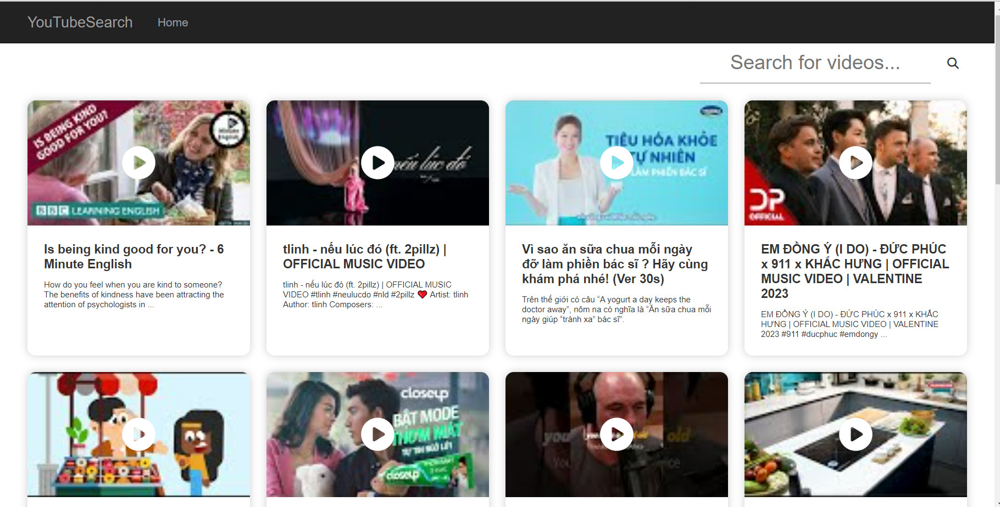 YouTubeSearch Home
Search for videos...
IS BEING KIND
GOOD FOR YOU?
Minute
English
BBC LEARNING ENGLISH
nếu lúc đó
TIÊU HÓA KHỎE
TỰ NHIÊN
LÀM PHIỀN BÁC SĨ
DP
OFFICIAL
Is being kind good for you? - 6
Minute English
How do you feel when you are kind to someone?
The benefits of kindness have been attracting the
attention of psychologists in ...
tlinh - nếu lúc đó (ft. 2pillz) |
OFFICIAL MUSIC VIDEO
tlinh - nếu lúc đó (ft. 2pillz) | OFFICIAL MUSIC
VIDEO #tlinh #neulucdo #nld #2pillz ❤️ Artist: tlinh
Author: tlinh Composers: ...
Vì sao ăn sữa chua mỗi ngày
đỡ làm phiền bác sĩ ? Hãy cùng
khám phá nhé! (Ver 30s)
Trên thế giới có câu “A yogurt a day keeps the
doctor away”, nôm na có nghĩa là “Ăn sữa chua mỗi
ngày giúp “tránh xa” bác sĩ”.
EM ĐỒNG Ý (I DO) - ĐỨC PHÚC
x 911 x KHẮC HƯNG | OFFICIAL
MUSIC VIDEO | VALENTINE
2023
EM ĐỒNG Ý (I DO) - ĐỨC PHÚC x 911 x KHẮC
HƯNG | OFFICIAL MUSIC VIDEO | VALENTINE
2023 #911 #ducphuc #emdongy ...
closeup
BẬT MODE
THƠM MÁT
TỰ TIN NGỎ LỜI
closeup
you
old